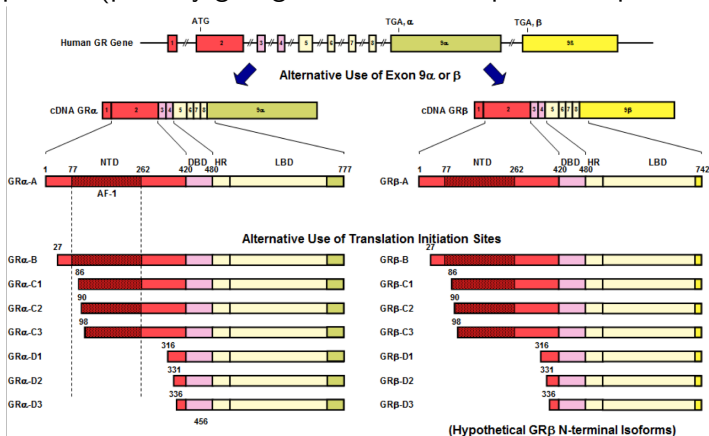 ATG
TGA, α
TGA, β
Human GR Gene
1 2 3 4 5 6 7 8 9α 9β
Alternative Use of Exon 9α or β
cDNA GRα 1 2 3 4 5 6 7 8 9α
cDNA GRβ 1 2 3 4 5 6 7 8 9β
NTD DBD HR LBD
1 77 262 420 480 777
GRα-A
AF-1
NTD DBD HR LBD
1 77 262 420 480 742
GRβ-A
Alternative Use of Translation Initiation Sites
27
GRα-B
86
GRα-C1
90
GRα-C2
98
GRα-C3
316
GRα-D1
331
GRα-D2
336
GRα-D3
456
27
GRβ-B
86
GRβ-C1
90
GRβ-C2
98
GRβ-C3
316
GRβ-D1
331
GRβ-D2
336
GRβ-D3
(Hypothetical GRβ N-terminal Isoforms)